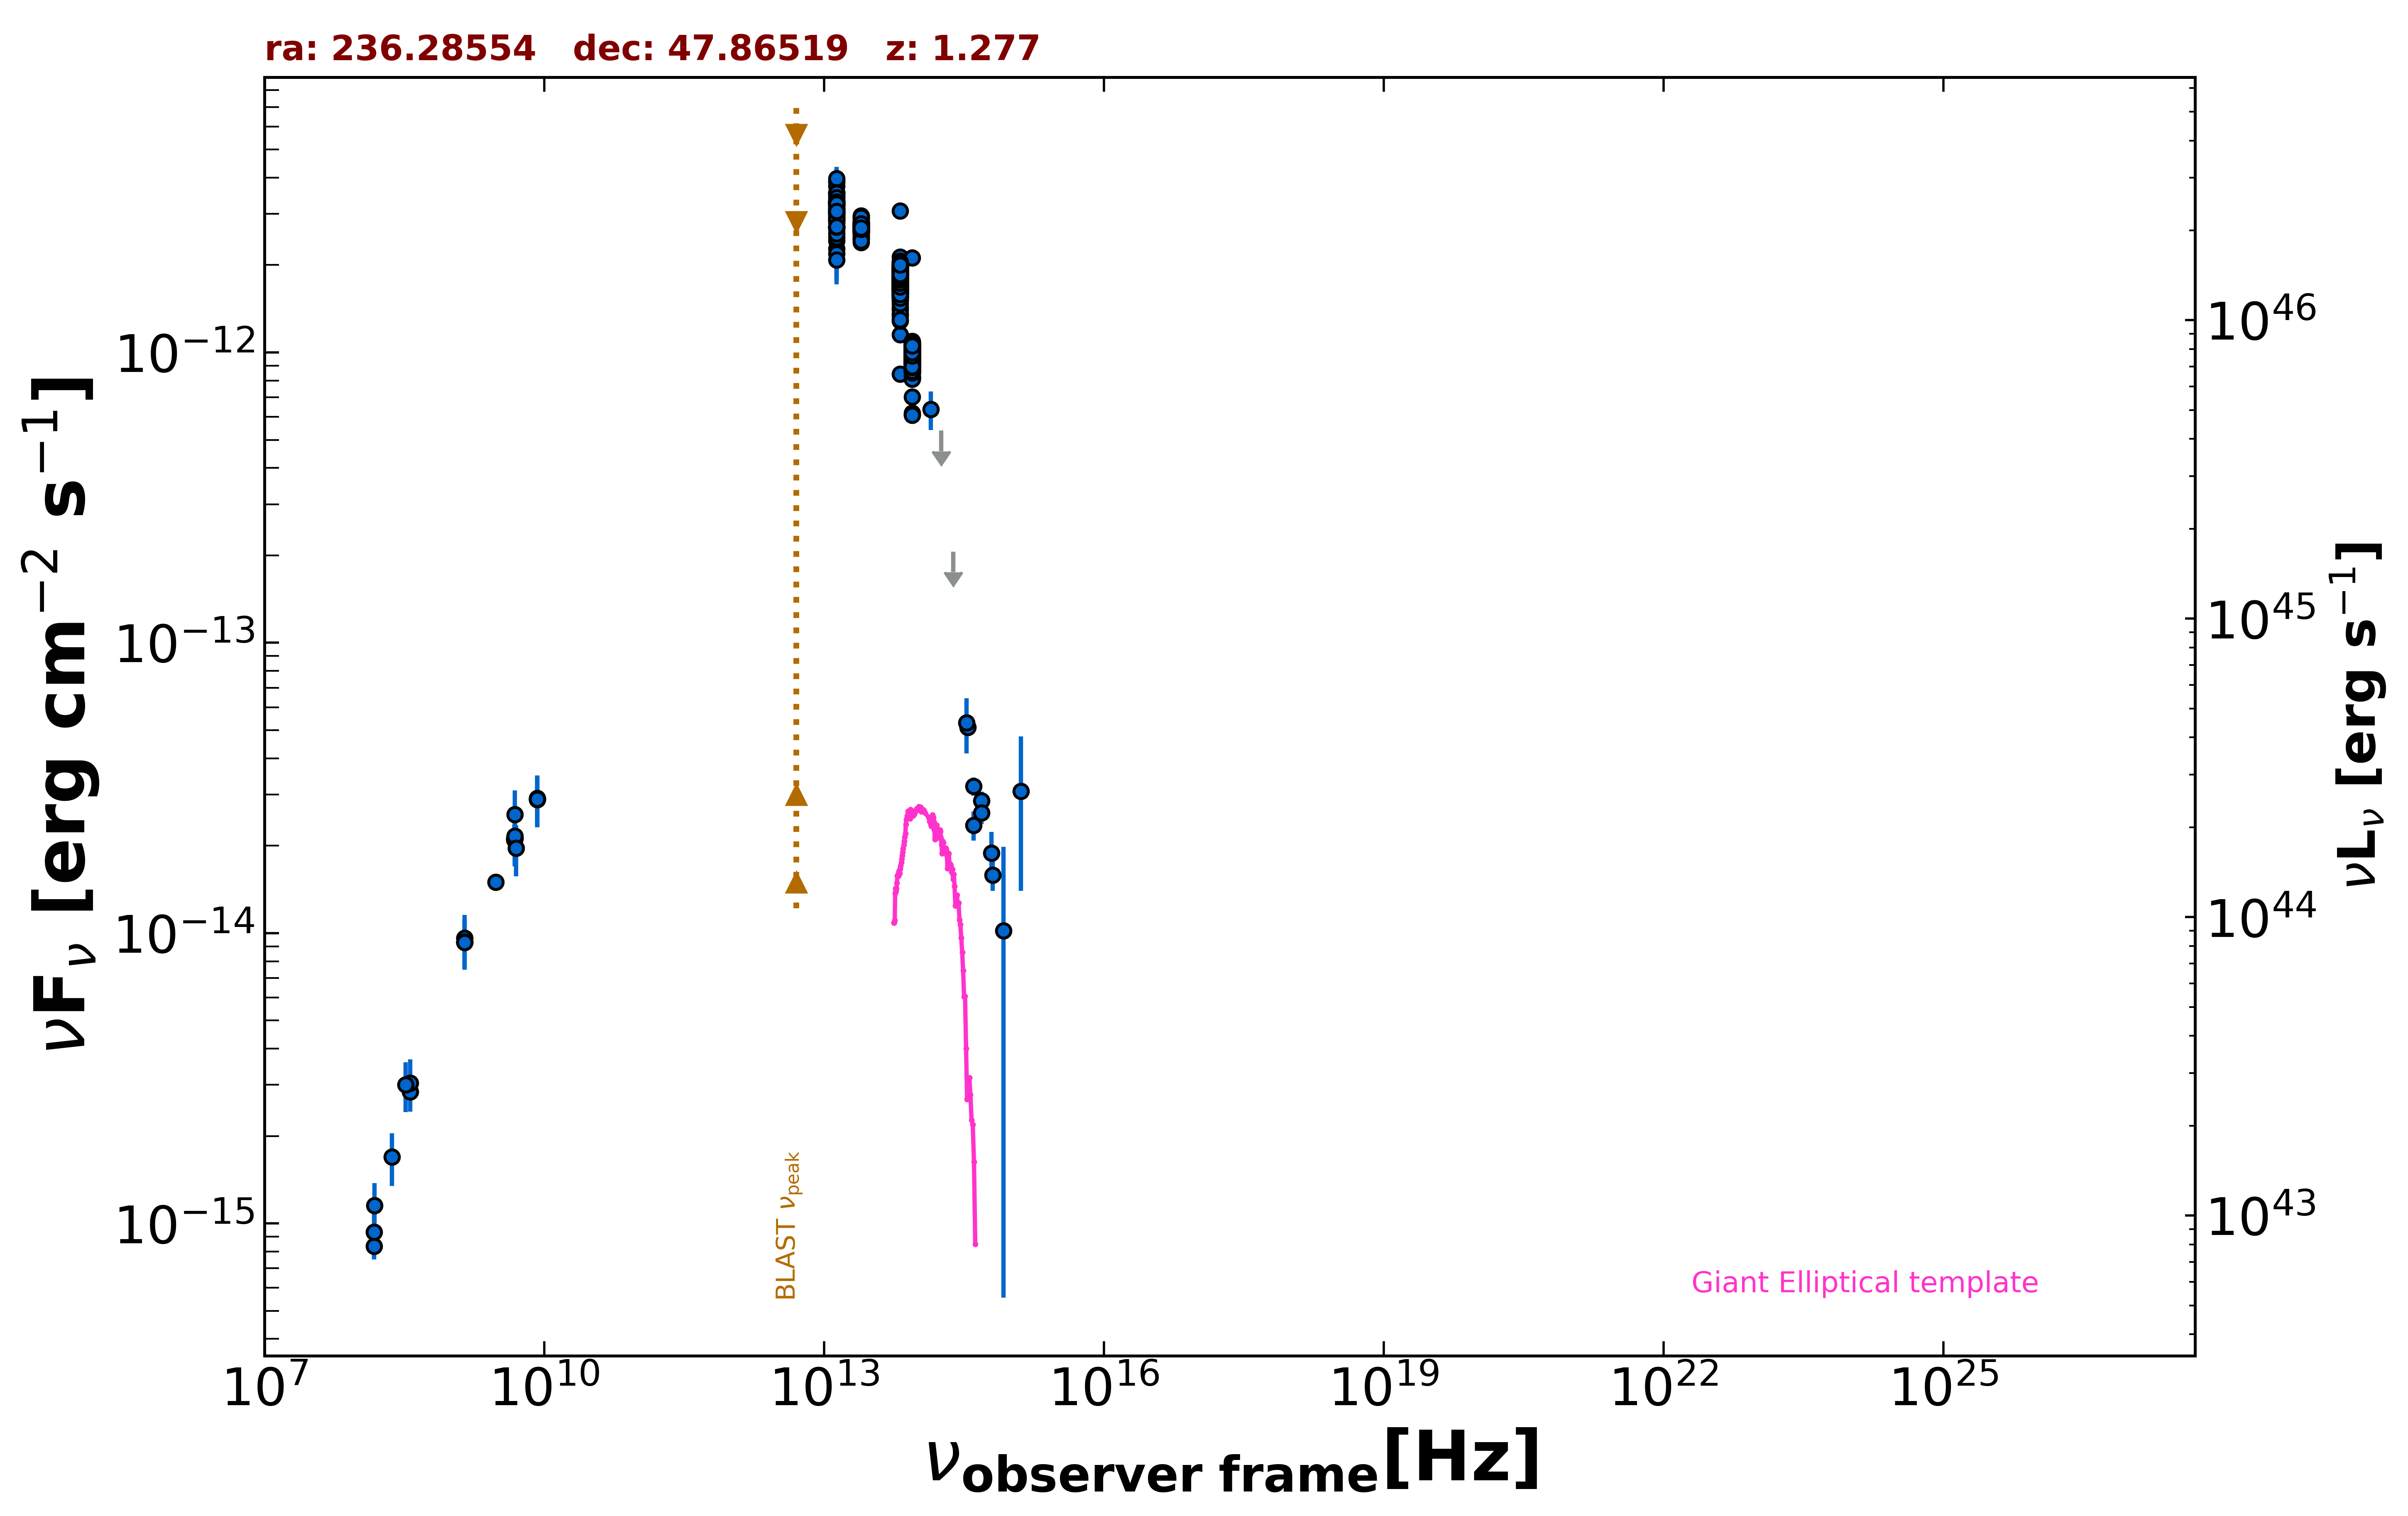 ra: 236.28554 dec: 47.86519 z: 1.277
νFν [erg cm⁻² s⁻¹]
10⁻¹²
10⁻¹³
10⁻¹⁴
10⁻¹⁵
BLAST νpeak
Giant Elliptical template
10⁴⁶
10⁴⁵
10⁴⁴
10⁴³
νLν [erg s⁻¹]
10⁷ 10¹⁰ 10¹³ 10¹⁶ 10¹⁹ 10²² 10²⁵
νobserver frame[Hz]